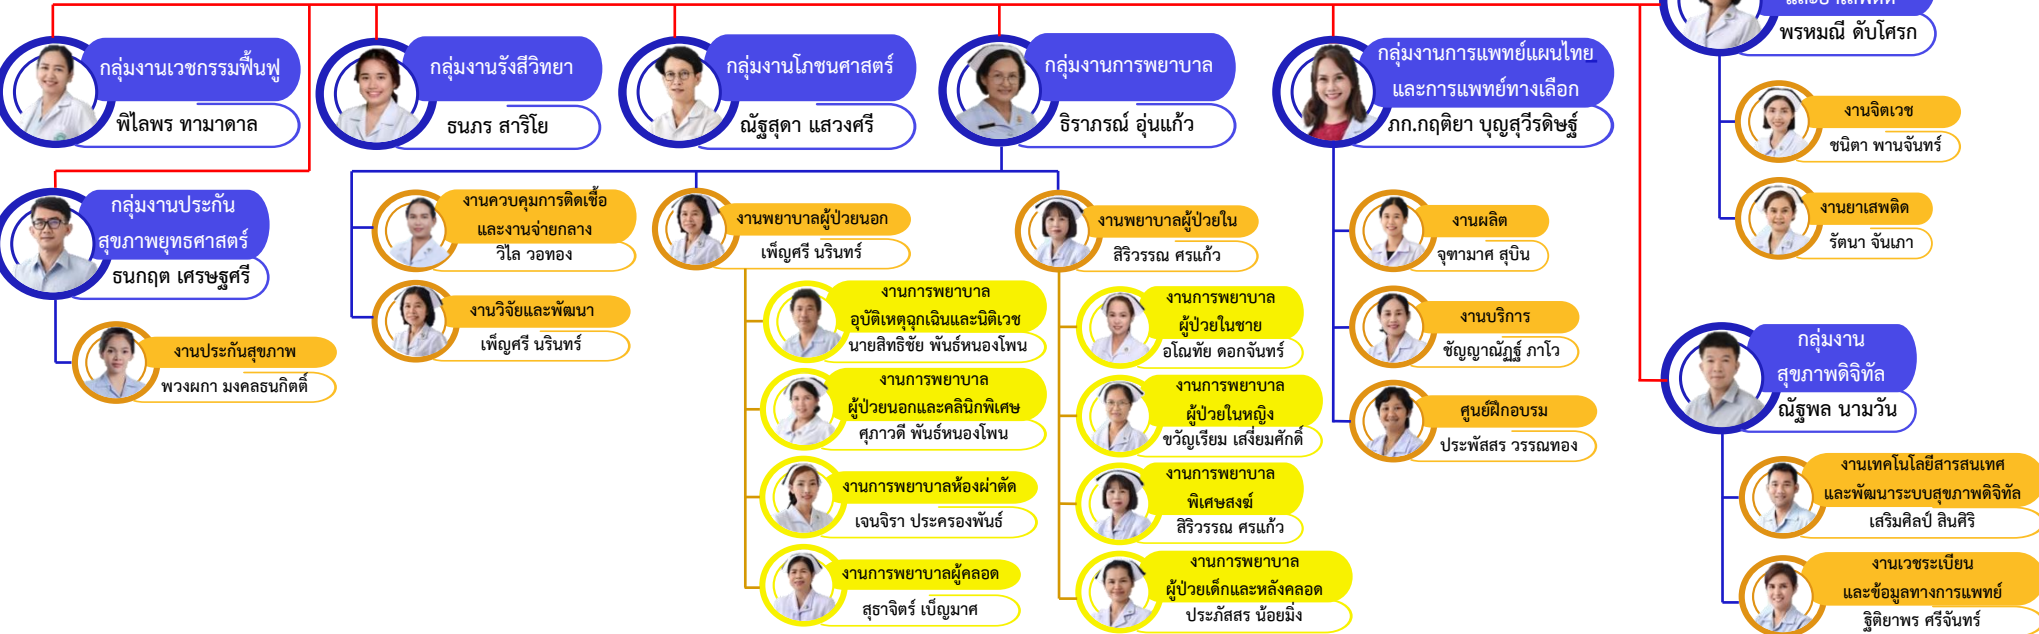 และยาเสพติด
พรหมณี ดับโศรก
กลุ่มงานเวชกรรมฟื้นฟู
พิไลพร ทามาดาล
กลุ่มงานรังสีวิทยา
ธนภร สาริโย
กลุ่มงานโภชนศาสตร์
ณัฐสุดา แสวงศรี
กลุ่มงานการพยาบาล
ธิราภรณ์ อุ่นแก้ว
กลุ่มงานการแพทย์แผนไทย
และการแพทย์ทางเลือก
ภก.กฤติยา บุญสุวีรดิษฐ์
งานจิตเวช
ชนิตา พานจันทร์
งานยาเสพติด
รัตนา จันเภา
กลุ่มงานประกัน
สุขภาพยุทธศาสตร์
ธนกฤต เศรษฐศรี
งานประกันสุขภาพ
พวงผกา มงคลธนกิตติ์
งานควบคุมการติดเชื้อ
และงานจ่ายกลาง
วิไล วอทอง
งานวิจัยและพัฒนา
เพ็ญศรี นรินทร์
งานพยาบาลผู้ป่วยนอก
เพ็ญศรี นรินทร์
งานการพยาบาล
อุบัติเหตุฉุกเฉินและนิติเวช
นายสิทธิชัย พันธ์หนองโพน
งานการพยาบาล
ผู้ป่วยนอกและคลินิกพิเศษ
ศุภาวดี พันธ์หนองโพน
งานการพยาบาลห้องผ่าตัด
เจนจิรา ประครองพันธ์
งานการพยาบาลผู้คลอด
สุธาจิตร์ เบ็ญมาศ
งานพยาบาลผู้ป่วยใน
สิริวรรณ ศรแก้ว
งานการพยาบาล
ผู้ป่วยในชาย
อโณทัย ดอกจันทร์
งานการพยาบาล
ผู้ป่วยในหญิง
ขวัญเรียม เสงี่ยมศักดิ์
งานการพยาบาล
พิเศษสงฆ์
สิริวรรณ ศรแก้ว
งานการพยาบาล
ผู้ป่วยเด็กและหลังคลอด
ประภัสสร น้อยมิ่ง
งานผลิต
จุฑามาศ สุบิน
งานบริการ
ชัญญาณัฏฐ์ ภาโว
ศูนย์ฝึกอบรม
ประพัสสร วรรณทอง
กลุ่มงาน
สุขภาพดิจิทัล
ณัฐพล นามวัน
งานเทคโนโลยีสารสนเทศ
และพัฒนาระบบสุขภาพดิจิทัล
เสริมศิลป์ สินศิริ
งานเวชระเบียน
และข้อมูลทางการแพทย์
ฐิติยาพร ศรีจันทร์